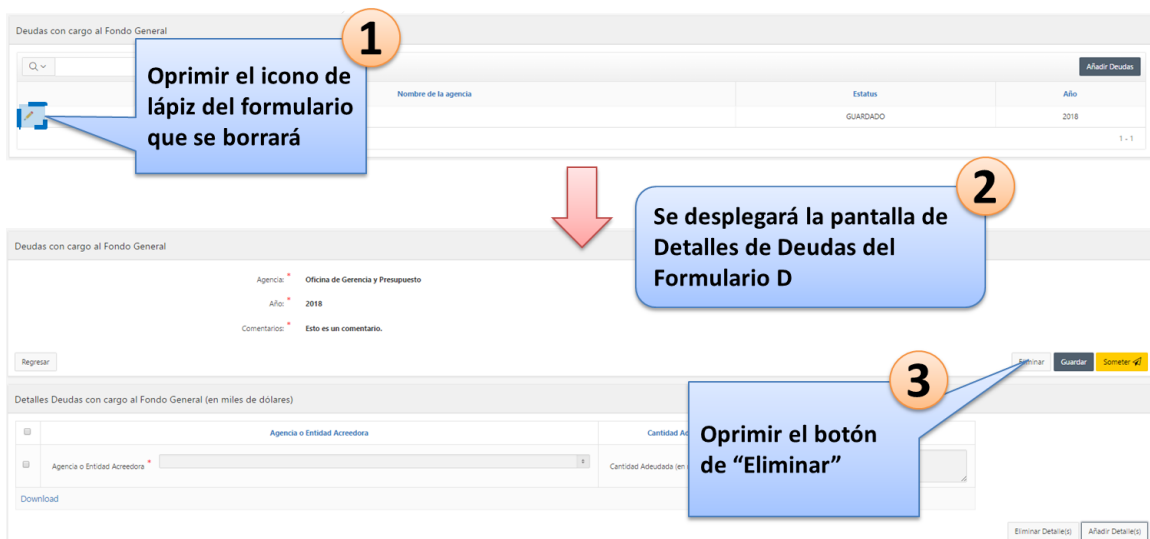 Deudas con cargo al Fondo General
1
Oprimir el icono de
lápiz del formulario
que se borrará
Añadir Deudas
Nombre de la agencia
Estatus
Año
GUARDADO
2018
1 - 1
2
Se desplegará la pantalla de
Detalles de Deudas del
Formulario D
Deudas con cargo al Fondo General
Agencia: * Oficina de Gerencia y Presupuesto
Año: * 2018
Comentarios: * Esto es un comentario.
Regresar
Eliminar
Guardar
Someter
3
Oprimir el botón
de “Eliminar”
Detalles Deudas con cargo al Fondo General (en miles de dólares)
Agencia o Entidad Acreedora
Cantidad
Agencia o Entidad Acreedora *
Cantidad Adeudada (en
Download
Eliminar Detalle(s)
Añadir Detalle(s)